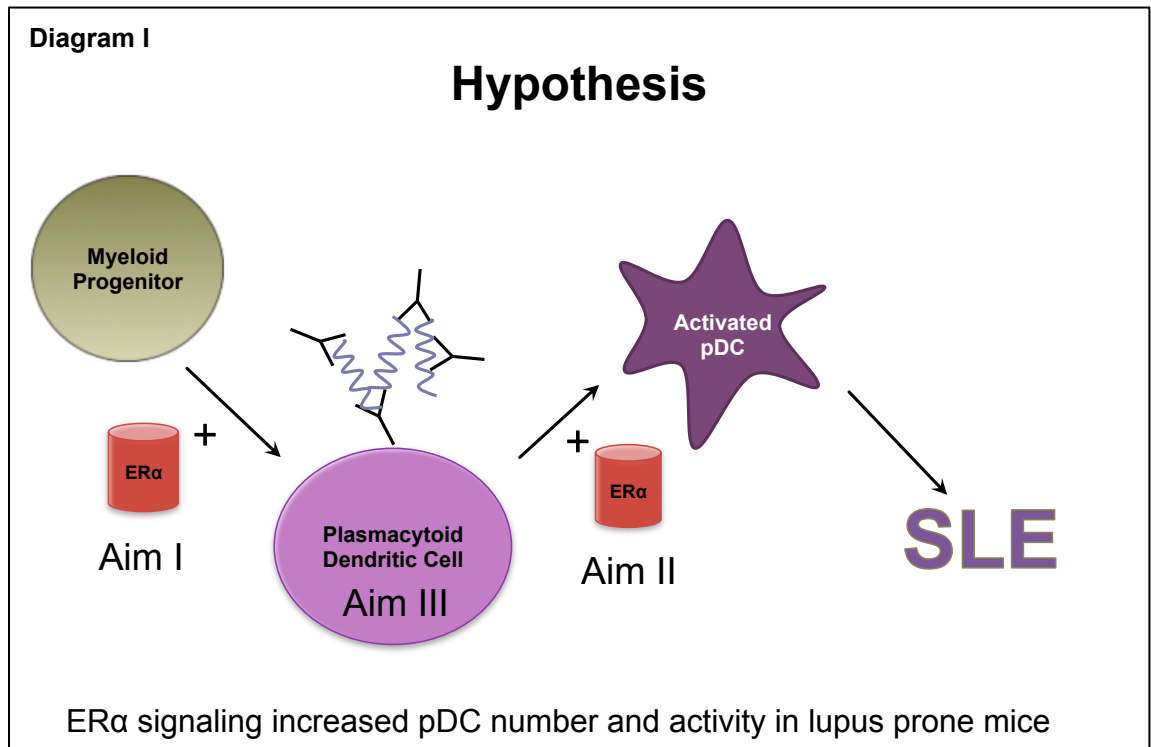 Diagram I
Hypothesis
Myeloid
Progenitor
ERα
+
Aim I
Plasmacytoid
Dendritic Cell
Aim III
+
ERα
Aim II
Activated
pDC
SLE
ERα signaling increased pDC number and activity in lupus prone mice